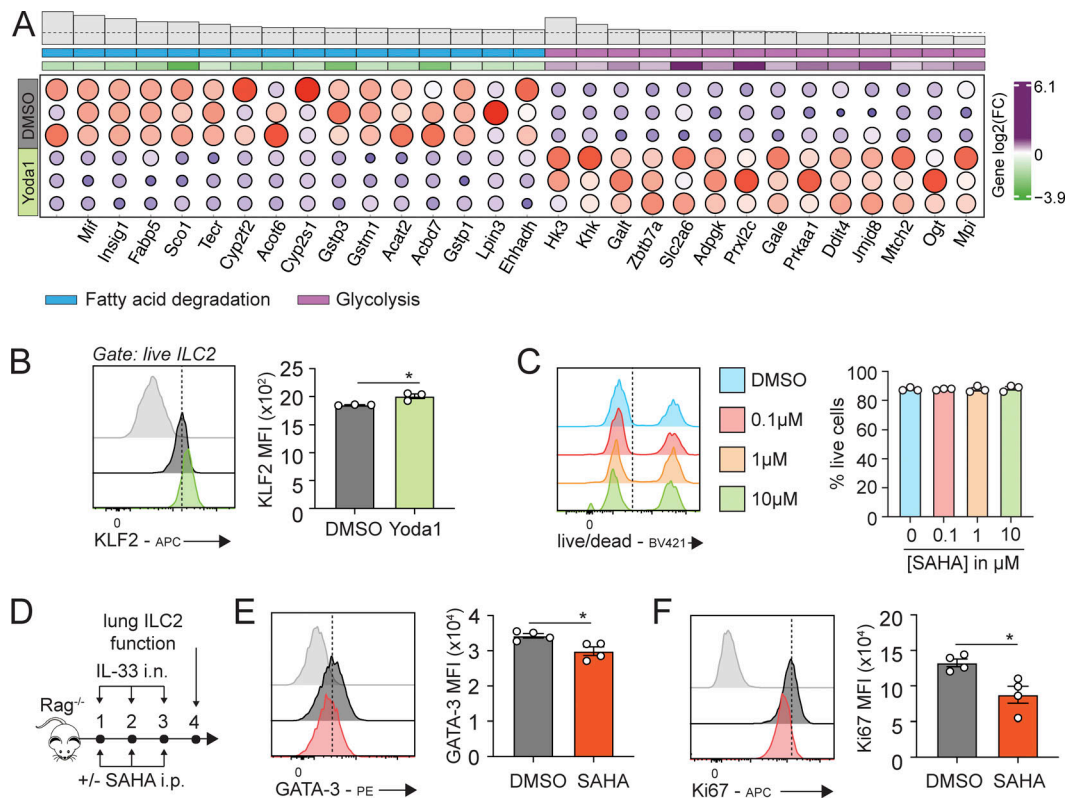 A
DMSO
Yoda1
6.1
0
−3.9
Gene log2(FC)
Mif
Insig1
Fabp5
Sco1
Tecr
Cyp2f2
Acot6
Cyp2s1
Gstp3
Gstm1
Acat2
Acbd7
Gstp1
Lpin3
Ehhadh
Hk3
Khk
Galt
Zbtb7a
Slc2a6
Adpgk
Prxl2c
Gale
Prkaa1
Ddit4
Jmjd8
Mtch2
Ogt
Mpi
Fatty acid degradation
Glycolysis
B
Gate: live ILC2
0
KLF2 - APC
KLF2 MFI (x10²)
25
20
15
10
5
0
*
DMSO Yoda1
C
0
live/dead - BV421
DMSO
0.1µM
1µM
10µM
% live cells
100
80
60
40
20
0
0 0.1 1 10
[SAHA] in µM
D
lung ILC2
function
IL-33 i.n.
Rag⁻/⁻
1 2 3 4
+/- SAHA i.p.
E
0
GATA-3 - PE
GATA-3 MFI (x10⁴)
4
3
2
1
0
*
DMSO SAHA
F
0
Ki67 - APC
Ki67 MFI (x10⁴)
20
15
10
5
0
*
DMSO SAHA